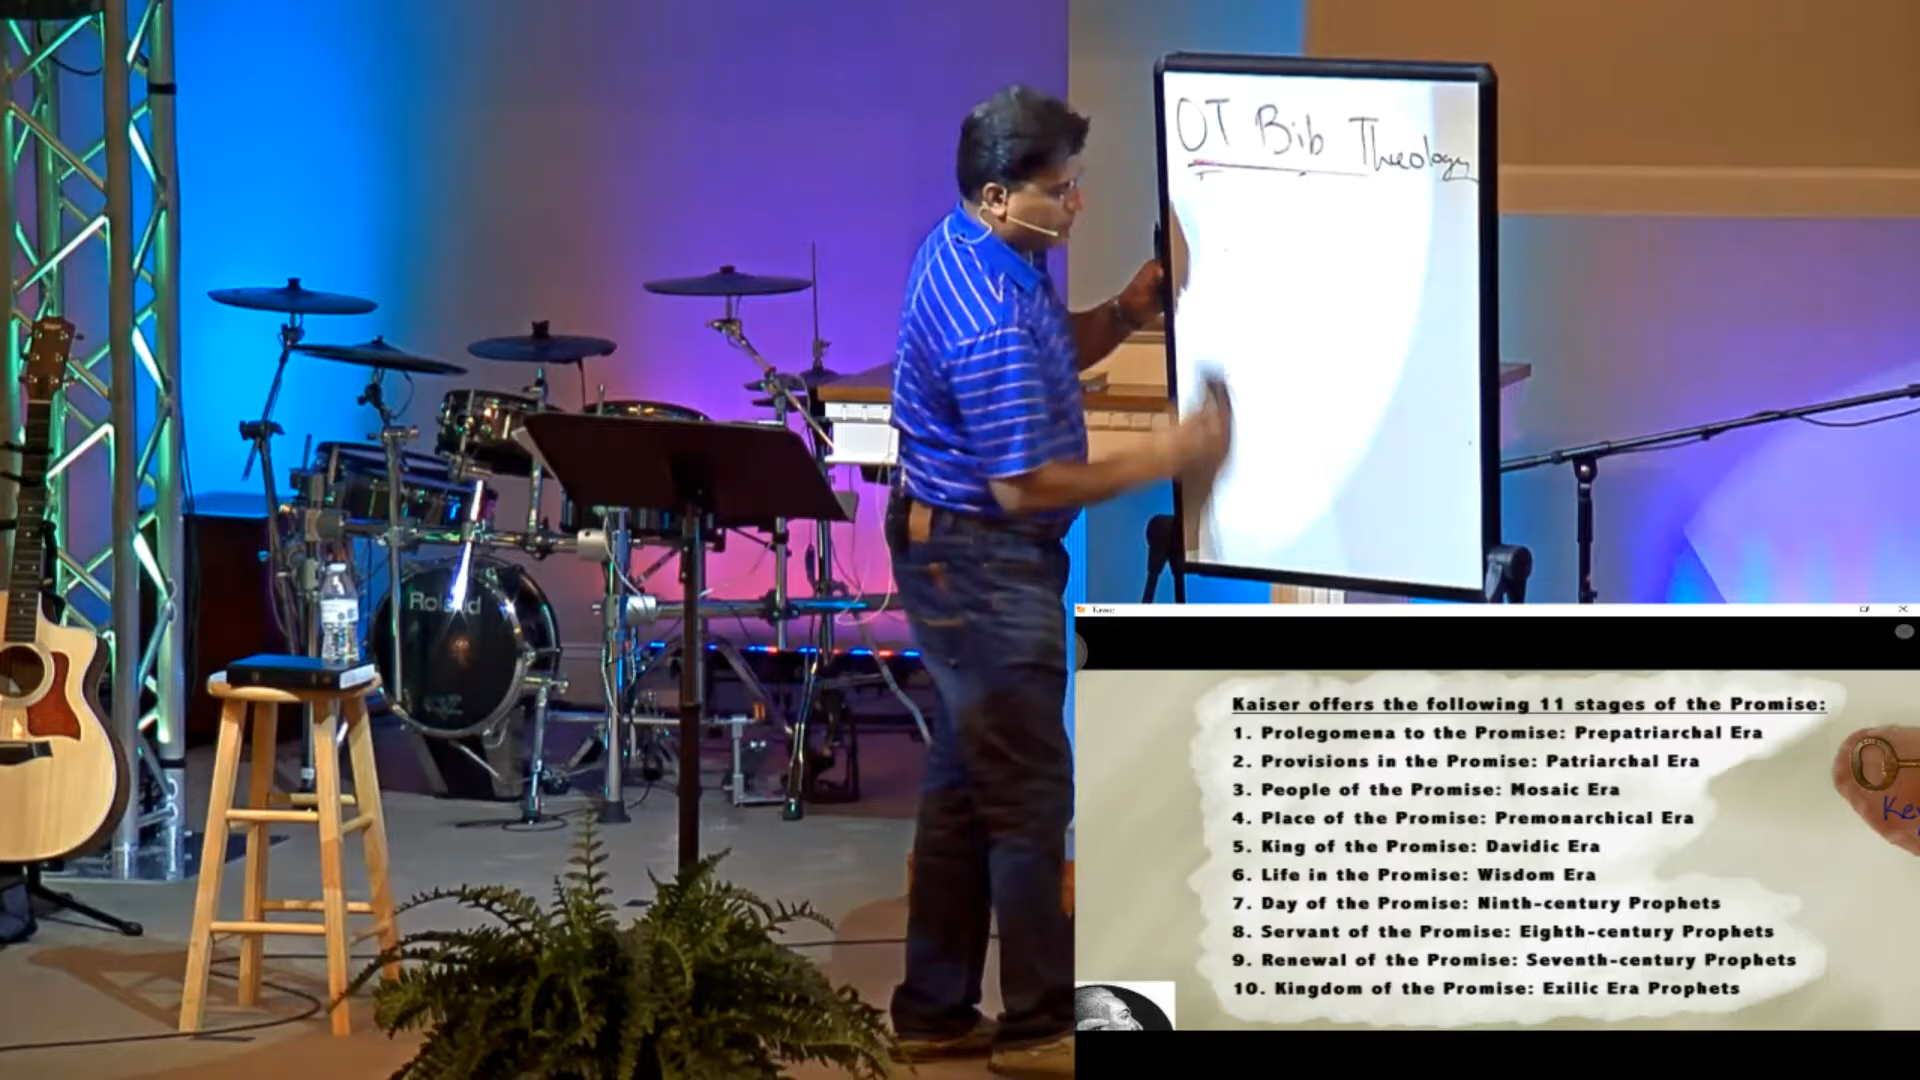 OT Bib Theology
Roland
Kaiser offers the following 11 stages of the Promise:
1. Prolegomena to the Promise: Prepatriarchal Era
2. Provisions in the Promise: Patriarchal Era
3. People of the Promise: Mosaic Era
4. Place of the Promise: Premonarchical Era
5. King of the Promise: Davidic Era
6. Life in the Promise: Wisdom Era
7. Day of the Promise: Ninth-century Prophets
8. Servant of the Promise: Eighth-century Prophets
9. Renewal of the Promise: Seventh-century Prophets
10. Kingdom of the Promise: Exilic Era Prophets